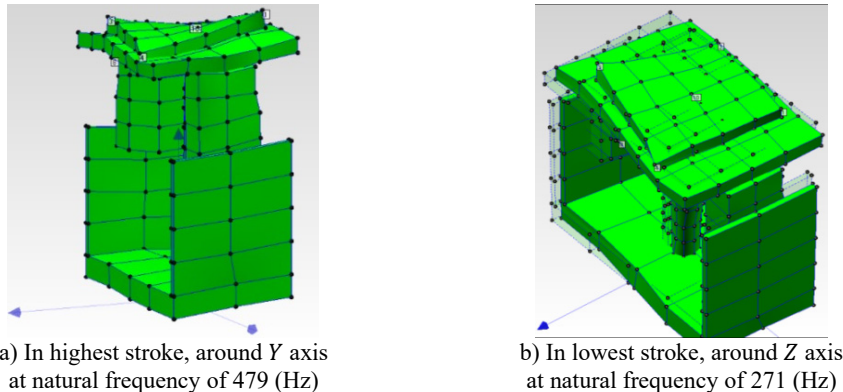 a) In highest stroke, around Y axis
at natural frequency of 479 (Hz)
b) In lowest stroke, around Z axis
at natural frequency of 271 (Hz)